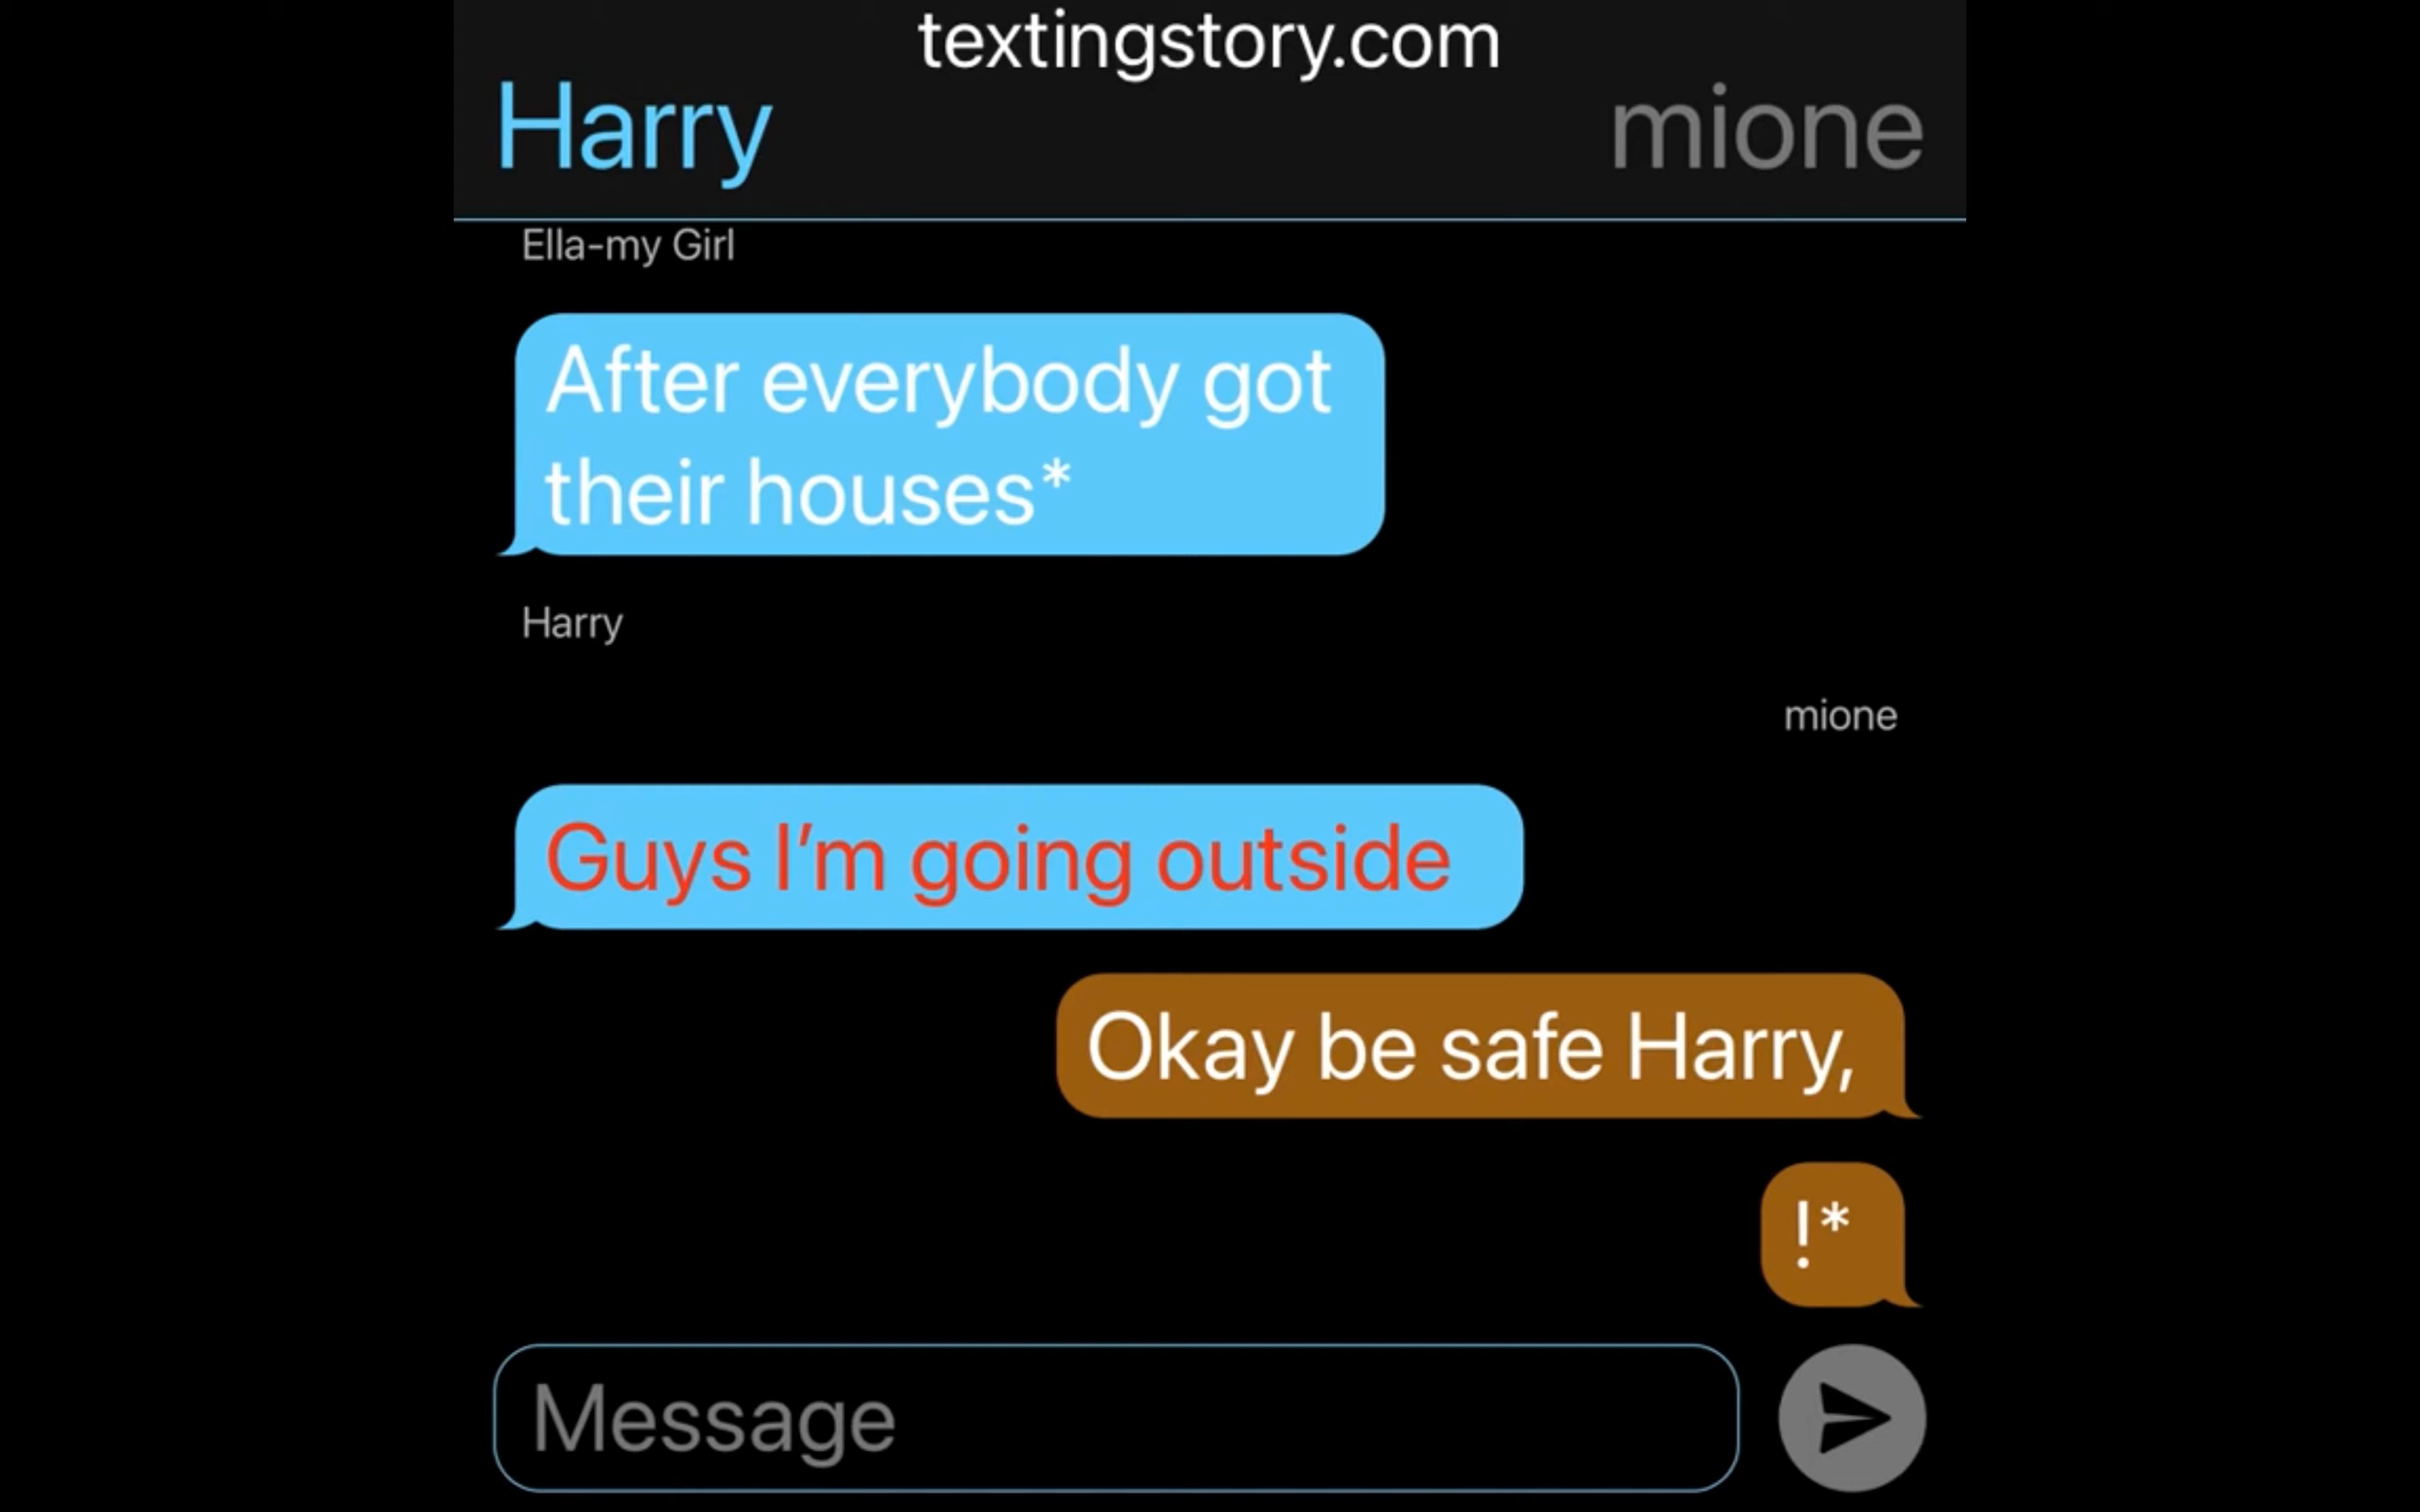 textingstory.com
Harry
mione
Ella-my Girl
After everybody got
their houses*
Harry
mione
Guys I’m going outside
Okay be safe Harry,
!*
Message